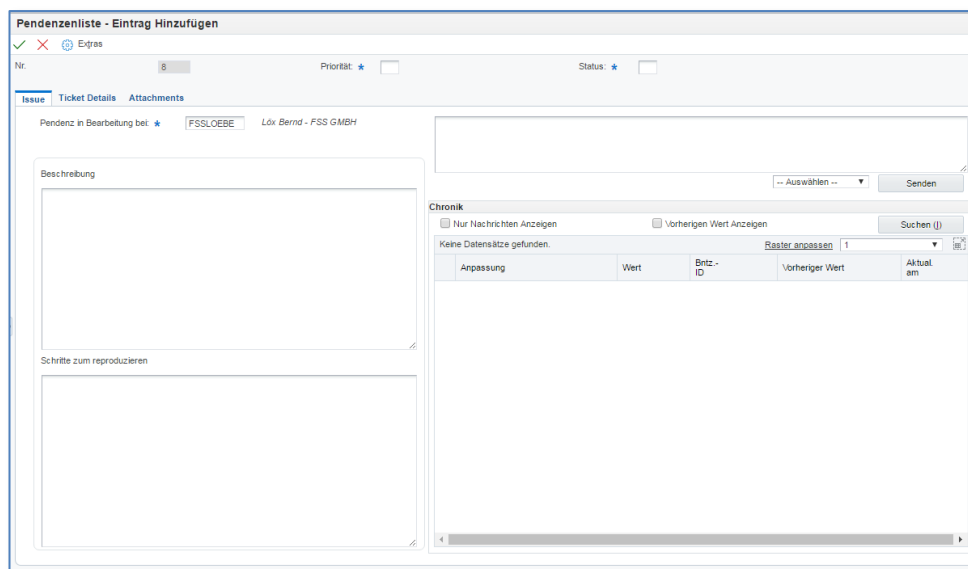 Pendenzenliste - Eintrag Hinzufügen
Extras
Nr. 8 Priorität: * Status: *
Issue Ticket Details Attachments
Pendenz in Bearbeitung bei: * FSSLOEBE Löx Bernd - FSS GMBH
-- Auswählen -- Senden
Beschreibung
Schritte zum reproduzieren
Chronik
Nur Nachrichten Anzeigen Vorherigen Wert Anzeigen Suchen (I)
Keine Datensätze gefunden. Raster anpassen 1
Anpassung Wert Bntz.-ID Vorheriger Wert Aktual. am